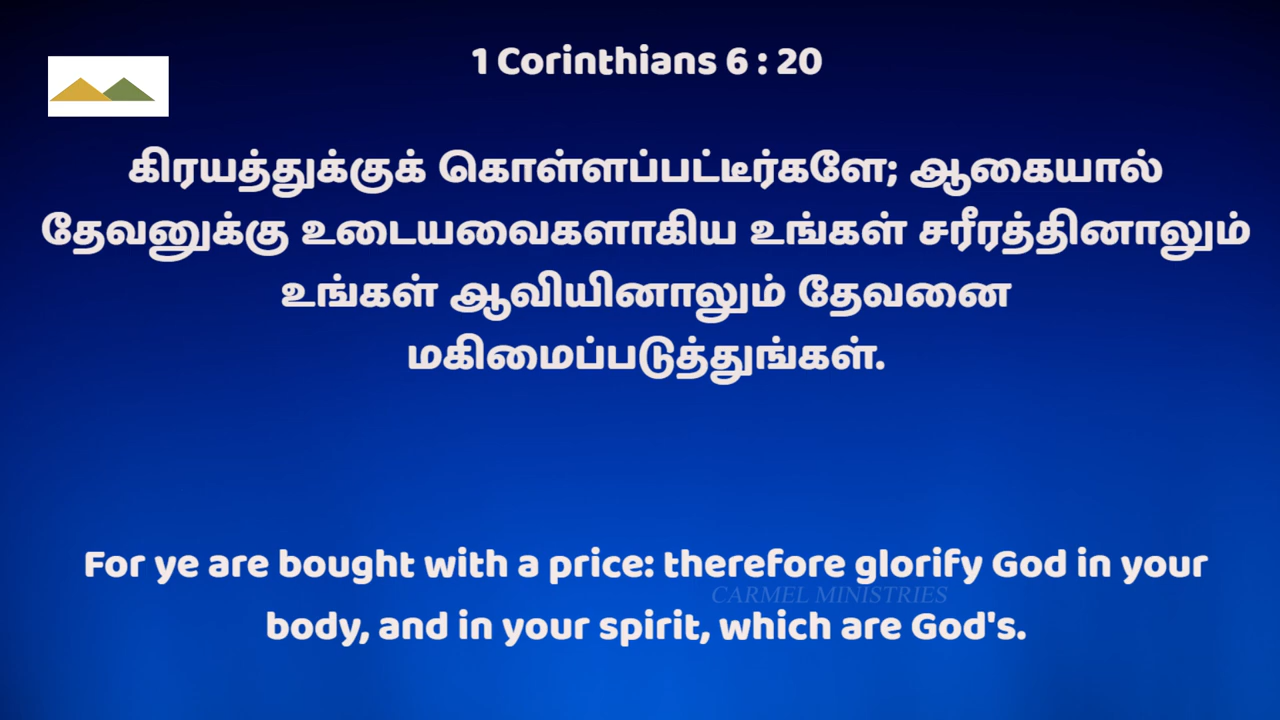 1 Corinthians 6 : 20
கிரயத்துக்குக் கொள்ளப்பட்டீர்களே; ஆகையால்
தேவனுக்கு உடையவைகளாகிய உங்கள் சரீரத்தினாலும்
உங்கள் ஆவியினாலும் தேவனை
மகிமைப்படுத்துங்கள்.
For ye are bought with a price: therefore glorify God in your
CARMEL MINISTRIES
body, and in your spirit, which are God's.